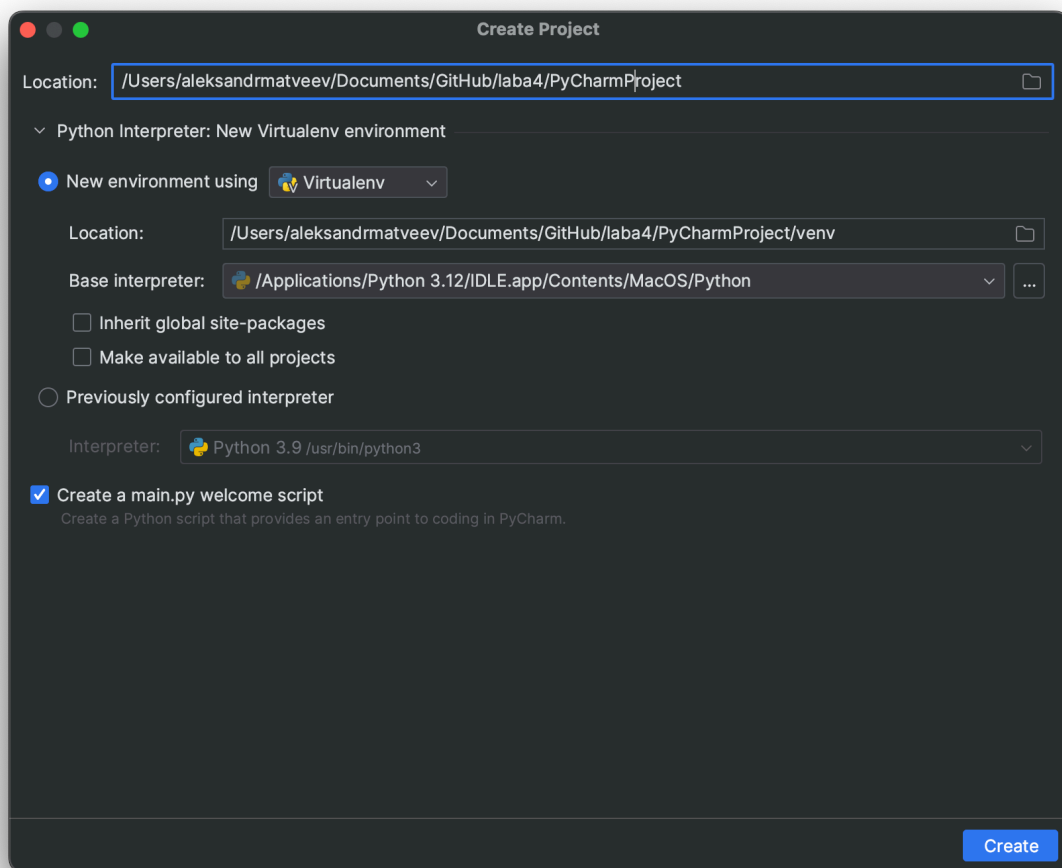 Create Project
Location: /Users/aleksandrmatveev/Documents/GitHub/laba4/PyCharmProject
Python Interpreter: New Virtualenv environment
New environment using Virtualenv
Location: /Users/aleksandrmatveev/Documents/GitHub/laba4/PyCharmProject/venv
Base interpreter: /Applications/Python 3.12/IDLE.app/Contents/MacOS/Python ...
Inherit global site-packages
Make available to all projects
Previously configured interpreter
Interpreter: Python 3.9 /usr/bin/python3
Create a main.py welcome script
Create a Python script that provides an entry point to coding in PyCharm.
Create